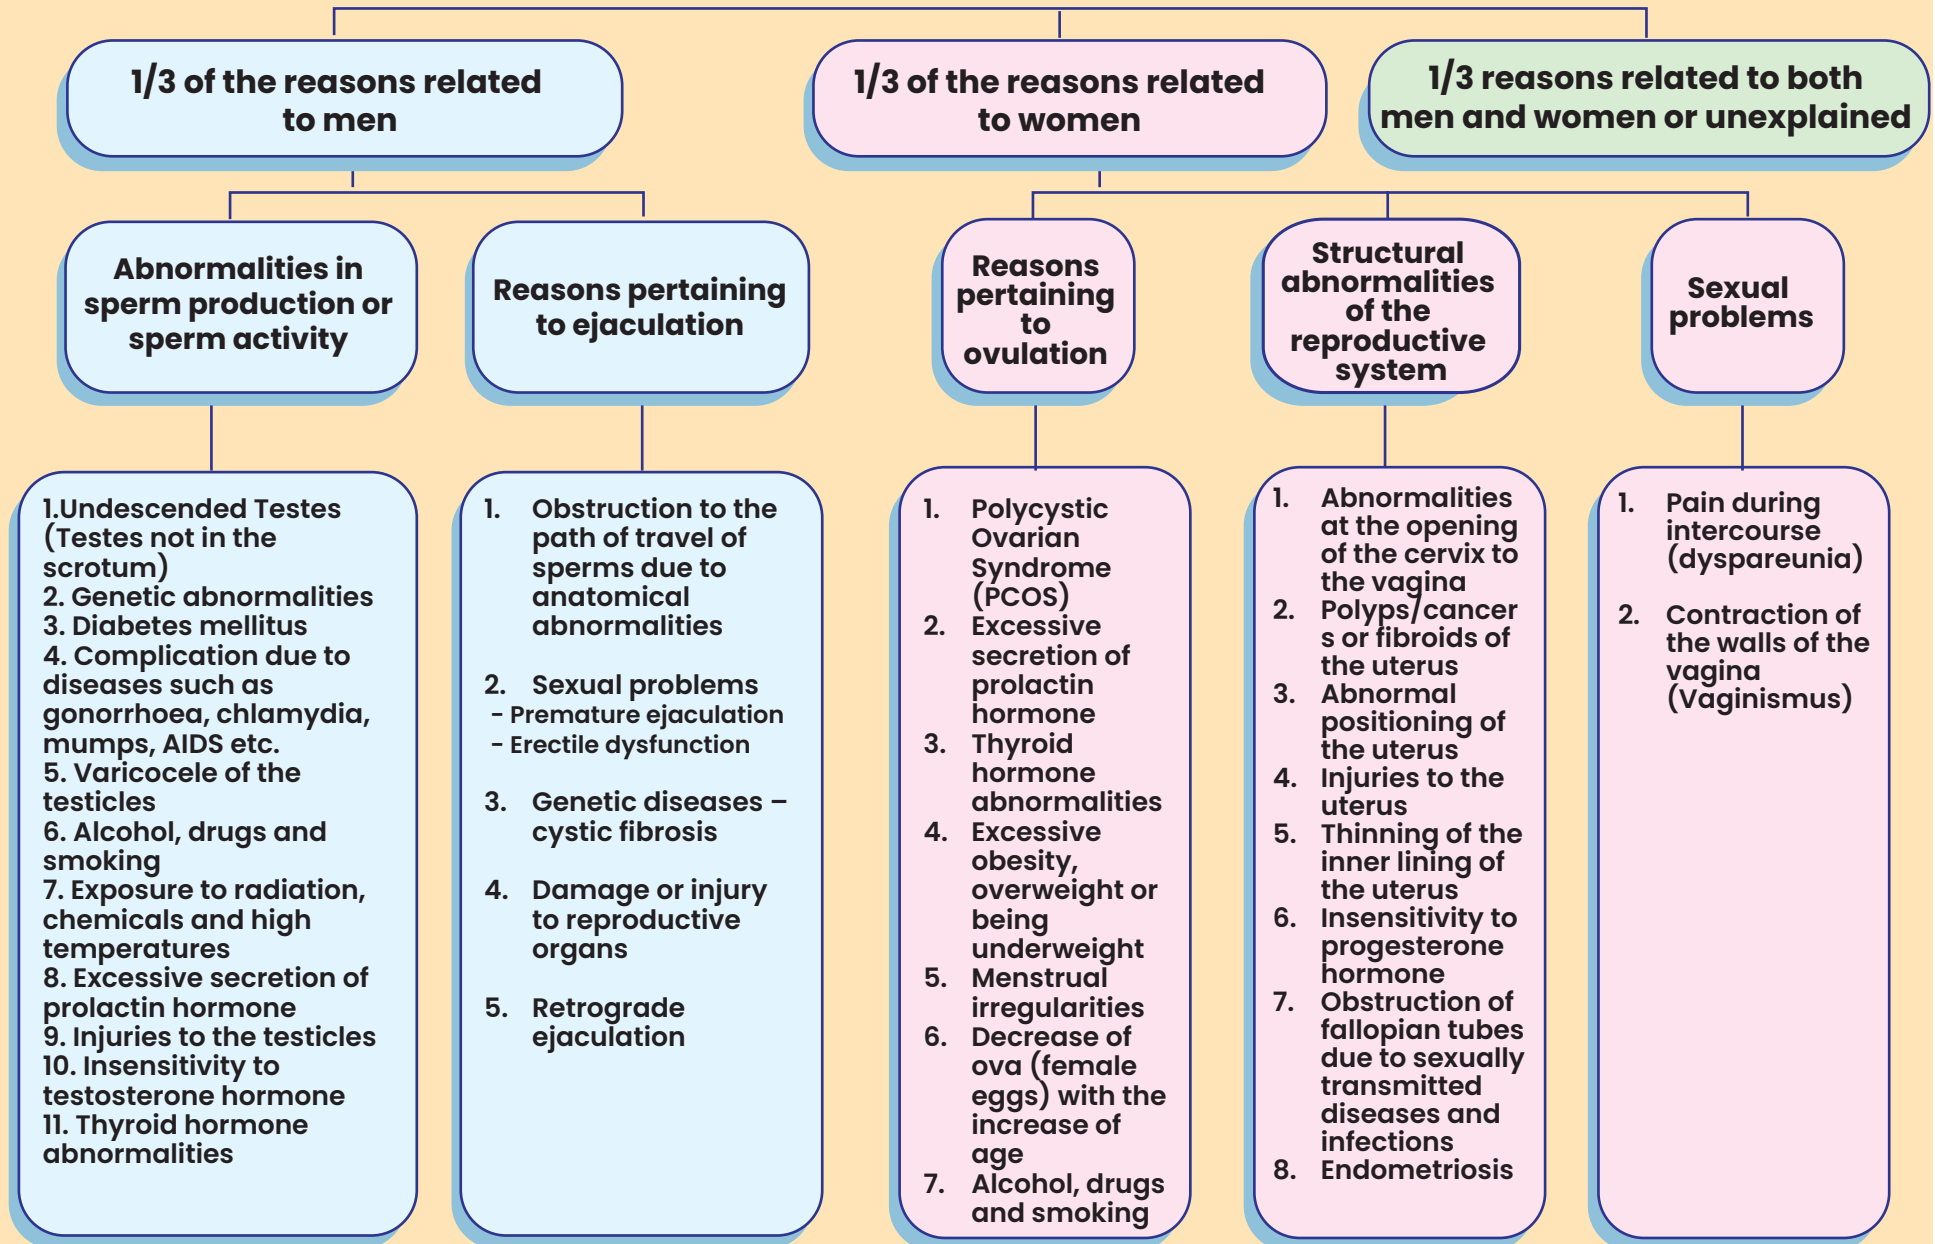 1/3 of the reasons related
to men
1/3 of the reasons related
to women
1/3 reasons related to both
men and women or unexplained
Abnormalities in
sperm production or
sperm activity
Reasons pertaining
to ejaculation
Reasons
pertaining
to
ovulation
Structural
abnormalities
of the
reproductive
system
Sexual
problems
1.Undescended Testes
(Testes not in the
scrotum)
2. Genetic abnormalities
3. Diabetes mellitus
4. Complication due to
diseases such as
gonorrhoea, chlamydia,
mumps, AIDS etc.
5. Varicocele of the
testicles
6. Alcohol, drugs and
smoking
7. Exposure to radiation,
chemicals and high
temperatures
8. Excessive secretion of
prolactin hormone
9. Injuries to the testicles
10. Insensitivity to
testosterone hormone
11. Thyroid hormone
abnormalities
1. Obstruction to the
path of travel of
sperms due to
anatomical
abnormalities
2. Sexual problems
- Premature ejaculation
- Erectile dysfunction
3. Genetic diseases –
cystic fibrosis
4. Damage or injury
to reproductive
organs
5. Retrograde
ejaculation
1. Polycystic
Ovarian
Syndrome
(PCOS)
2. Excessive
secretion of
prolactin
hormone
3. Thyroid
hormone
abnormalities
4. Excessive
obesity,
overweight or
being
underweight
5. Menstrual
irregularities
6. Decrease of
ova (female
eggs) with the
increase of
age
7. Alcohol, drugs
and smoking
1. Abnormalities
at the opening
of the cervix to
the vagina
2. Polyps/cancer
s or fibroids of
the uterus
3. Abnormal
positioning of
the uterus
4. Injuries to the
uterus
5. Thinning of the
inner lining of
the uterus
6. Insensitivity to
progesterone
hormone
7. Obstruction of
fallopian tubes
due to sexually
transmitted
diseases and
infections
8. Endometriosis
1. Pain during
intercourse
(dyspareunia)
2. Contraction of
the walls of the
vagina
(Vaginismus)